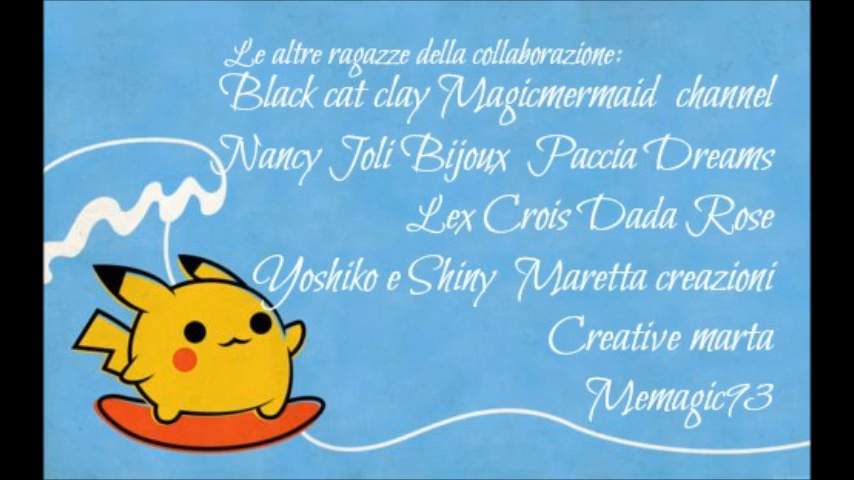 Le altre ragazze della collaborazione:
Black cat clay Magicmermaid channel
Nancy Joli Bijoux Paccia Dreams
Lex Crois Dada Rose
Yoshiko e Shiny Maretta creazioni
Creative marta
Memagic93